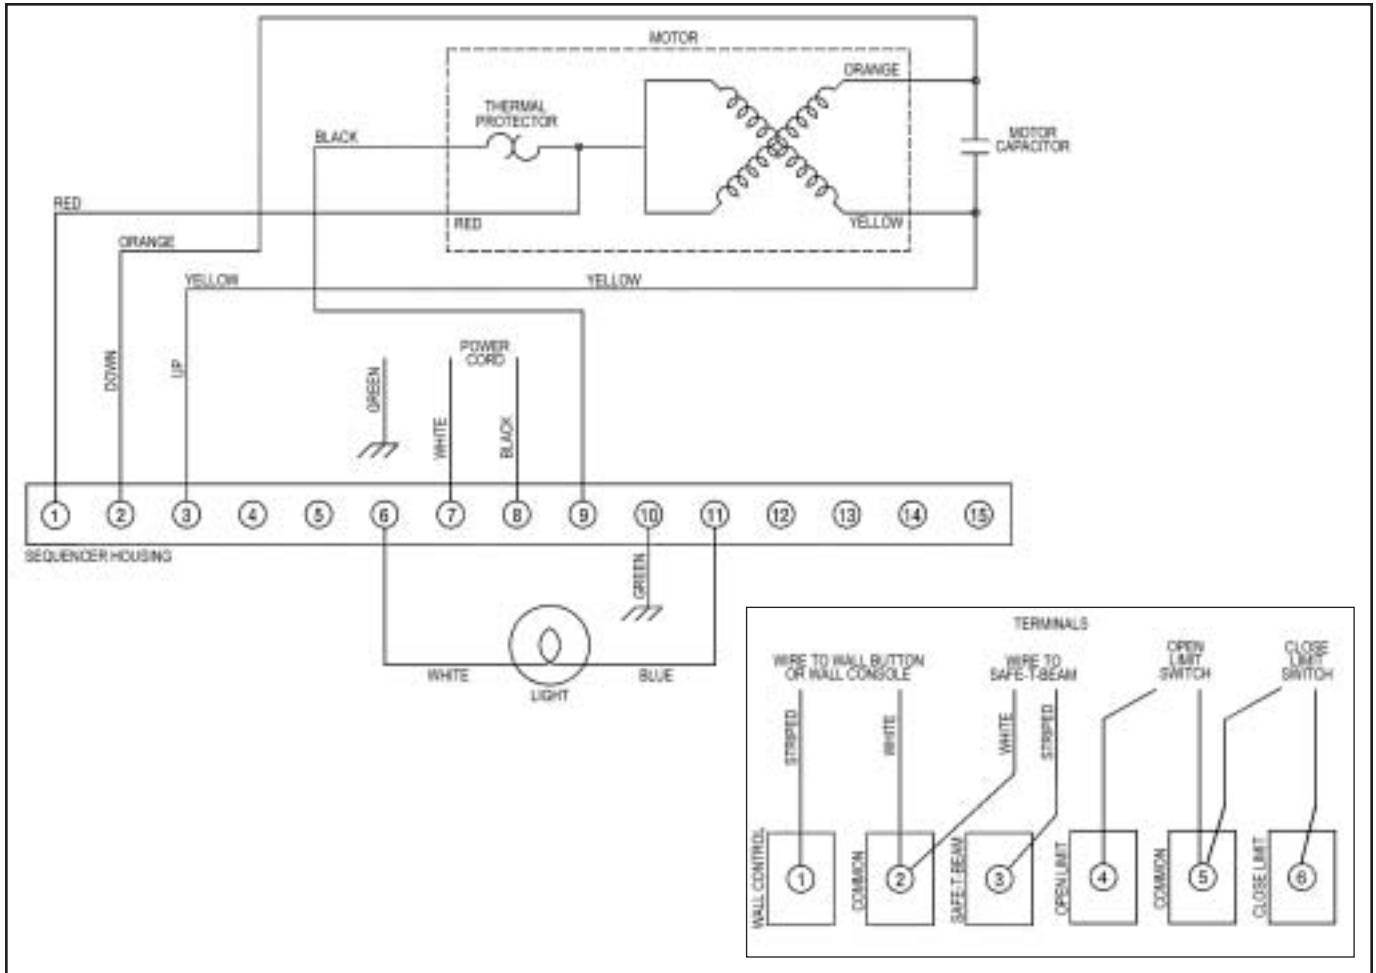 MOTOR
ORANGE
THERMAL
PROTECTOR
BLACK
MOTOR
CAPACITOR
RED
RED
YELLOW
ORANGE
YELLOW
YELLOW
DOWN
UP
GREEN
POWER
CORD
WHITE
BLACK
1 2 3 4 5 6 7 8 9 10 11 12 13 14 15
SEQUENCER HOUSING
GREEN
WHITE
BLUE
LIGHT
TERMINALS
WIRE TO WALL BUTTON
OR WALL CONSOLE
WIRE TO
SAFE-T-BEAM
OPEN
LIMIT
SWITCH
CLOSE
LIMIT
SWITCH
STRIPED
WHITE
WHITE
STRIPED
WALL CONTROL
1
COMMON
2
SAFE-T-BEAM
3
OPEN LIMIT
4
COMMON
5
CLOSE LIMIT
6